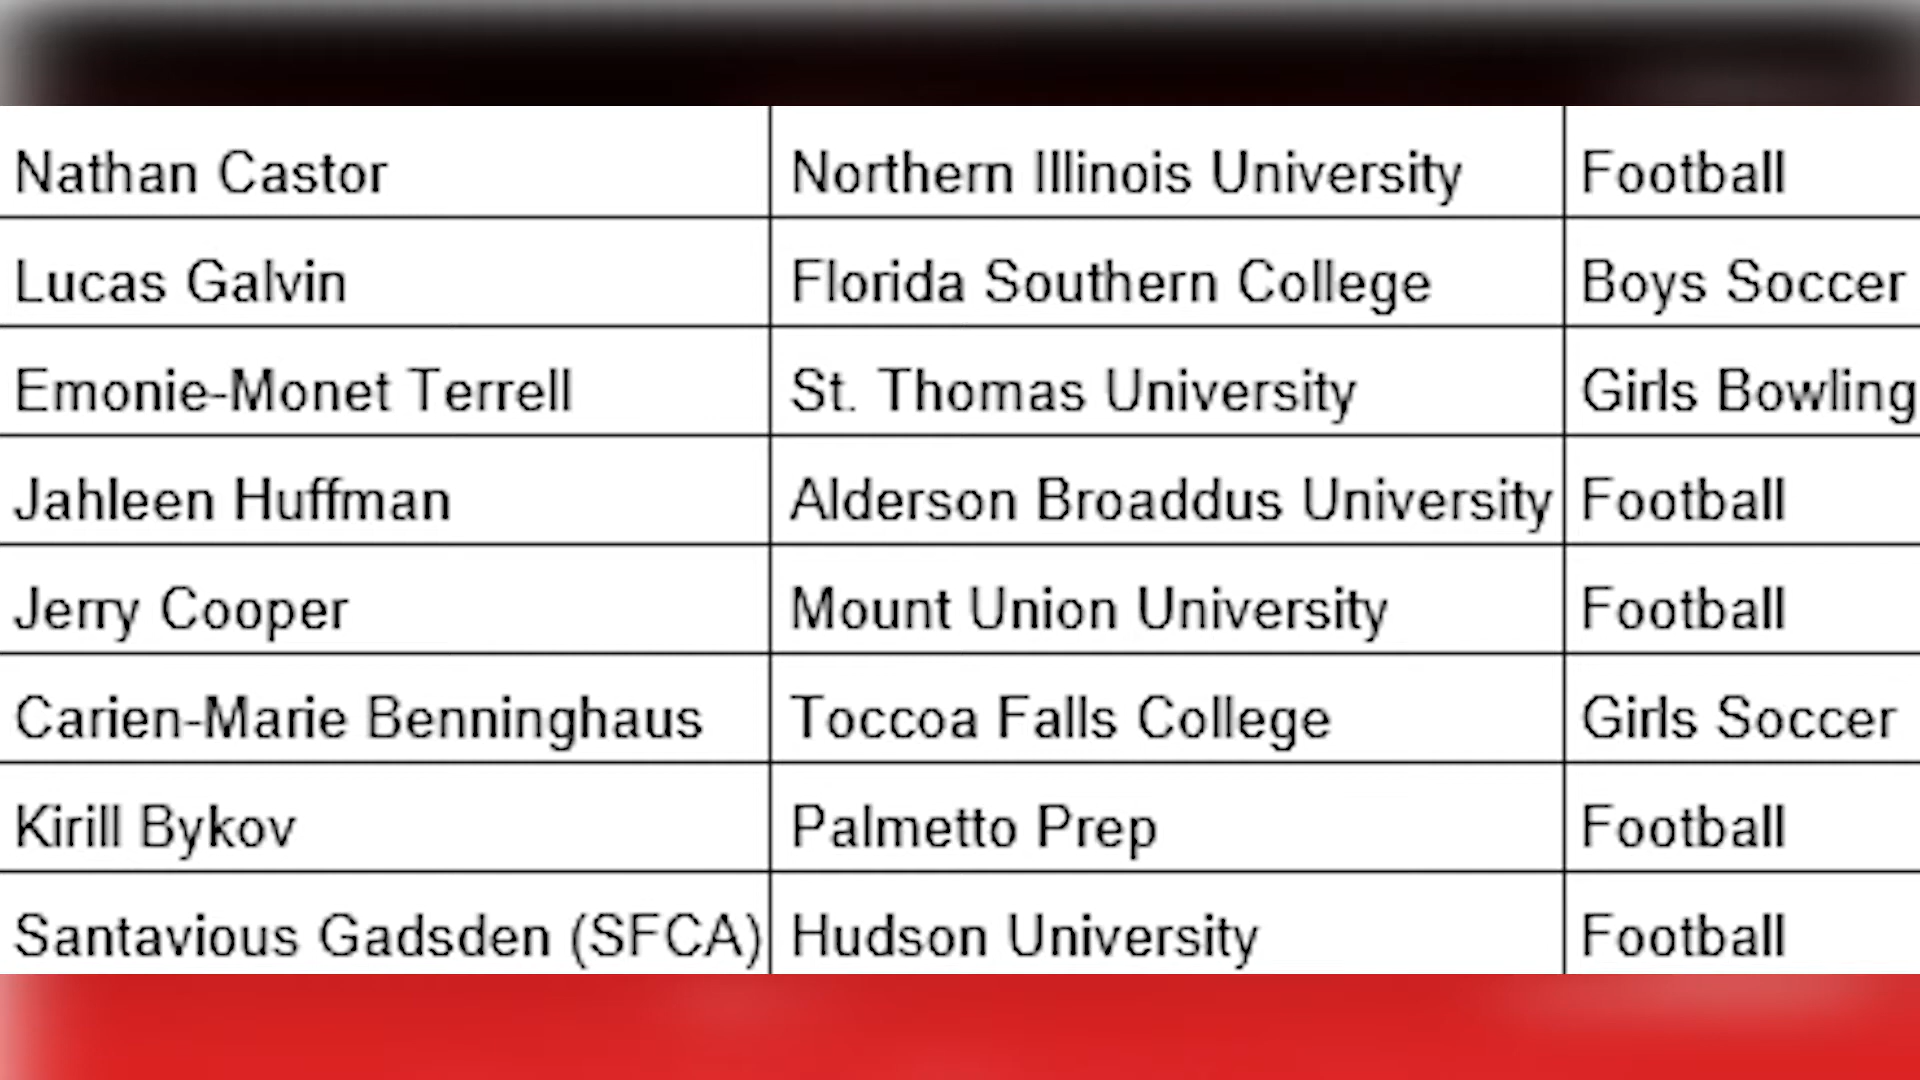 Nathan Castor Northern Illinois University Football
Lucas Galvin Florida Southern College Boys Soccer
Emonie-Monet Terrell St. Thomas University Girls Bowling
Jahleen Huffman Alderson Broaddus University Football
Jerry Cooper Mount Union University Football
Carien-Marie Benninghaus Toccoa Falls College Girls Soccer
Kirill Bykov Palmetto Prep Football
Santavious Gadsden (SFCA) Hudson University Football